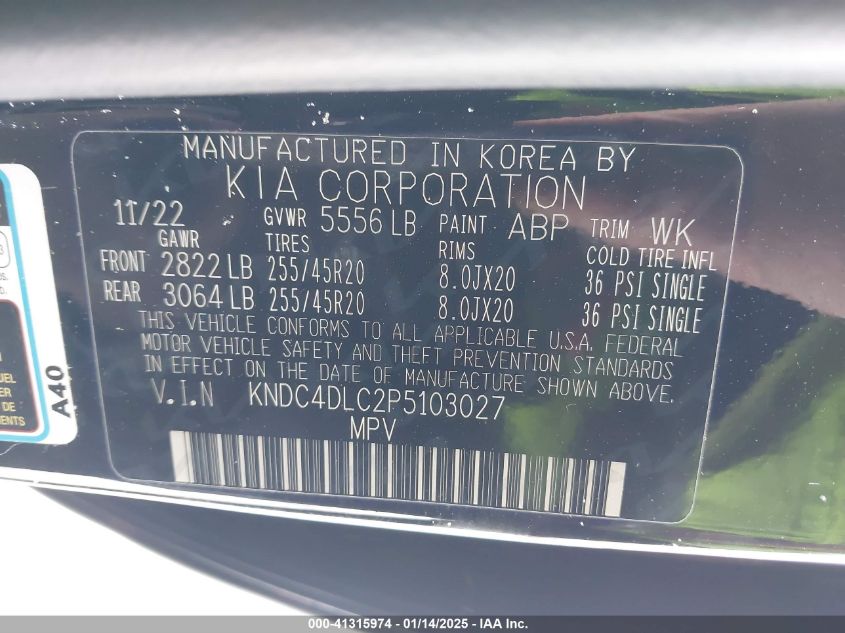 MANUFACTURED IN KOREA BY
KIA CORPORATION
11/22 GVWR 5556 LB PAINT ABP TRIM WK
GAWR TIRES RIMS COLD TIRE INFL
FRONT 2822 LB 255/45R20 8.0JX20 36 PSI SINGLE
REAR 3064 LB 255/45R20 8.0JX20 36 PSI SINGLE
THIS VEHICLE CONFORMS TO ALL APPLICABLE U.S.A. FEDERAL
MOTOR VEHICLE SAFETY AND THEFT PREVENTION STANDARDS
IN EFFECT ON THE DATE OF MANUFACTURE SHOWN ABOVE.
V.I.N KNDC4DLC2P5103027
MPV
A40
000-41315974 - 01/14/2025 - IAA, Inc.